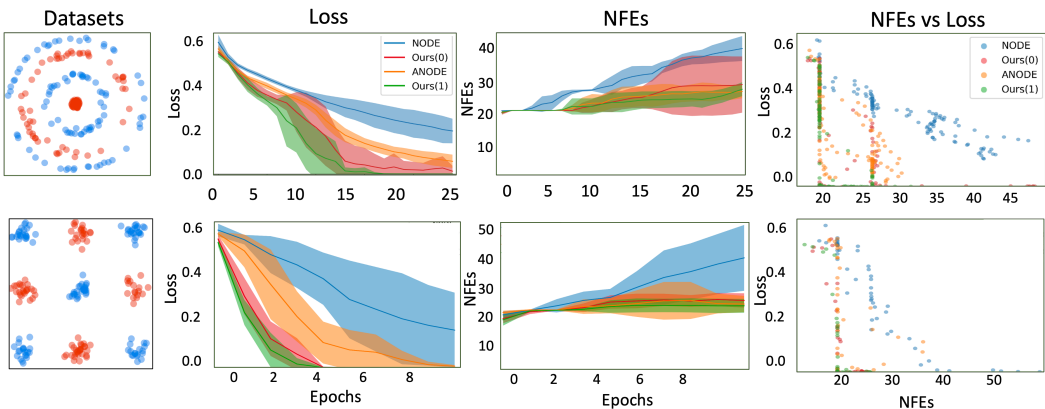 Datasets
Loss
NFEs
NFEs vs Loss
Loss
0.6
0.4
0.2
0.0
NODE
Ours(0)
ANODE
Ours(1)
0 5 10 15 20 25
NFEs
40
30
20
10
0 5 10 15 20 25
Loss
0.6
0.4
0.2
0.0
NODE
Ours(0)
ANODE
Ours(1)
20 25 30 35 40 45
Loss
0.6
0.4
0.2
0.0
0 2 4 6 8
Epochs
NFEs
50
40
30
20
10
0 2 4 6 8
Epochs
Loss
0.6
0.4
0.2
0.0
20 30 40 50
NFEs